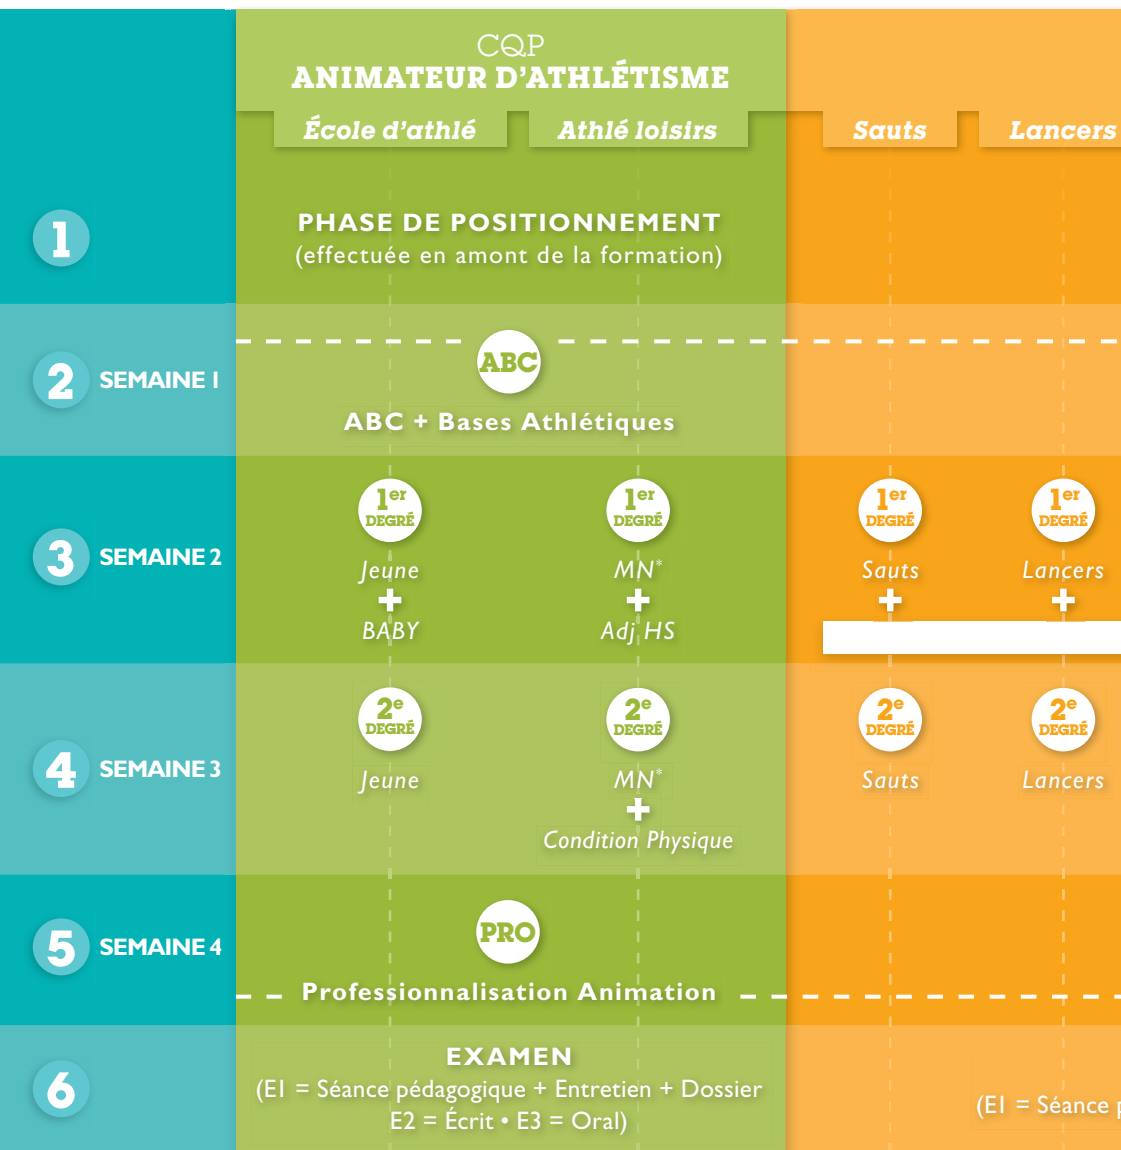 CQP
ANIMATEUR D'ATHLÉTISME
École d'athlé Athlé loisirs Sauts Lancers
1
PHASE DE POSITIONNEMENT
(effectuée en amont de la formation)
2 SEMAINE 1
ABC
ABC + Bases Athlétiques
3 SEMAINE 2
1er DEGRÉ 1er DEGRÉ 1er DEGRÉ 1er DEGRÉ
Jeune MN* Sauts Lancers
+ + + +
BABY Adj HS
4 SEMAINE 3
2e DEGRÉ 2e DEGRÉ 2e DEGRÉ 2e DEGRÉ
Jeune MN* Sauts Lancers
+
Condition Physique
5 SEMAINE 4
PRO
Professionnalisation Animation
6
EXAMEN
(E1 = Séance pédagogique + Entretien + Dossier
E2 = Écrit • E3 = Oral)
(E1 = Séance p